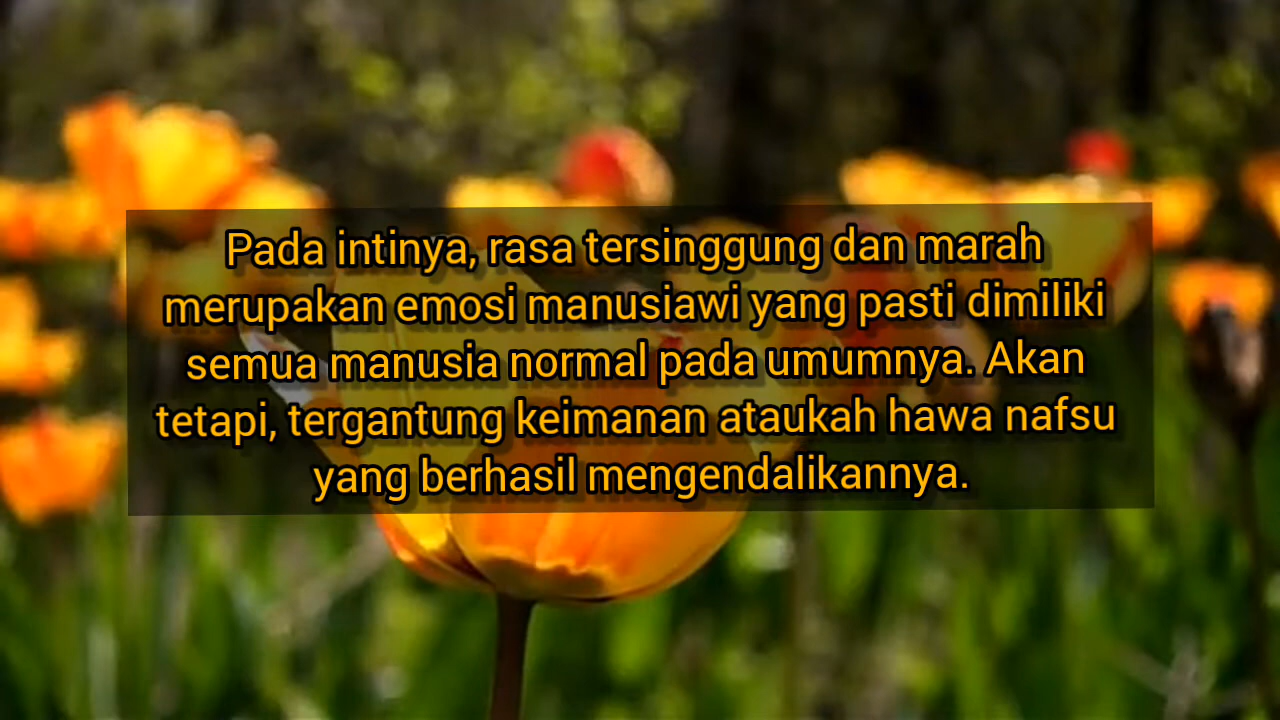 Pada intinya, rasa tersinggung dan marah
merupakan emosi manusiawi yang pasti dimiliki
semua manusia normal pada umumnya. Akan
tetapi, tergantung keimanan ataukah hawa nafsu
yang berhasil mengendalikannya.